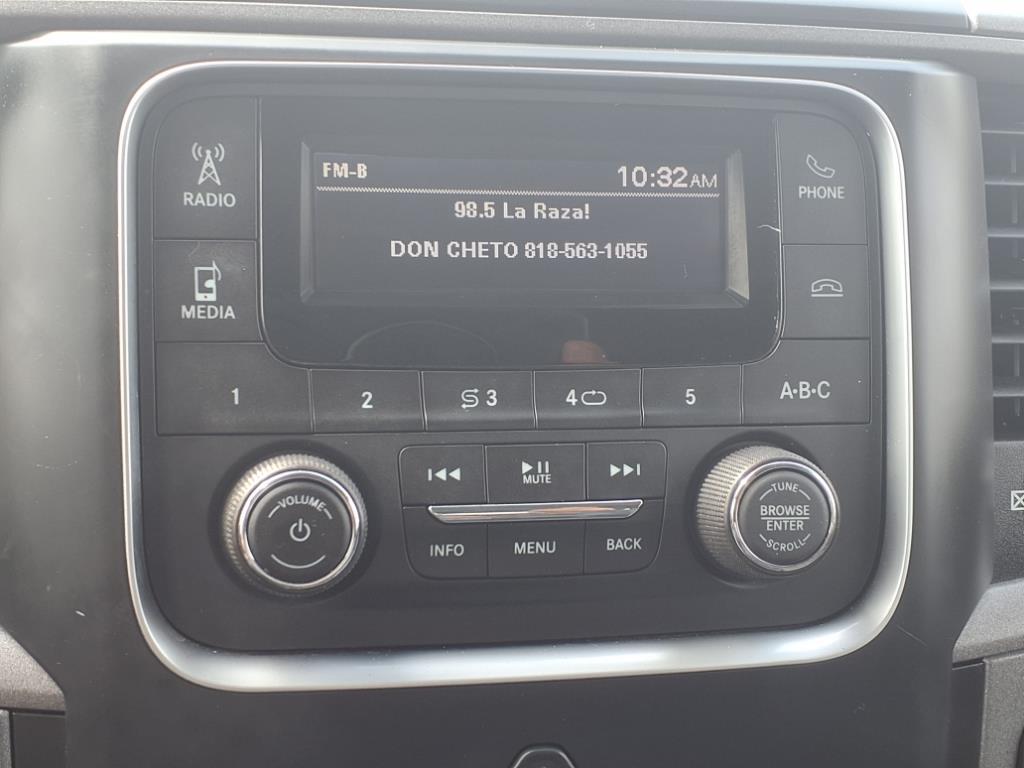 RADIO
FM-B 10:32AM
98.5 La Raza!
DON CHETO 818-563-1055
PHONE
MEDIA
1 2 3 4 5 A·B·C
VOLUME
MUTE
INFO MENU BACK
TUNE
BROWSE
ENTER
SCROLL